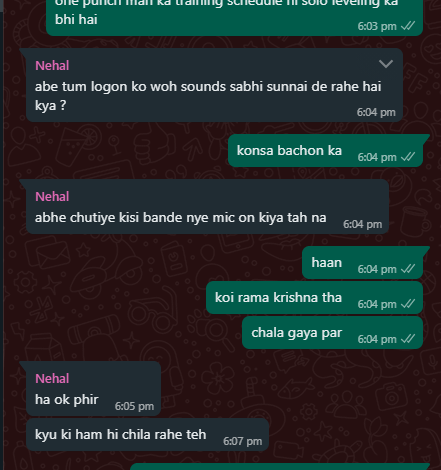 one punch man ka training schedule hi solo leveling ka
bhi hai
6:03 pm
Nehal
abe tum logon ko woh sounds sabhi sunnai de rahe hai
kya ?
6:04 pm
konsa bachon ka
6:04 pm
Nehal
abhe chutiye kisi bande nye mic on kiya tah na
6:04 pm
haan
6:04 pm
koi rama krishna tha
6:04 pm
chala gaya par
6:04 pm
Nehal
ha ok phir
6:05 pm
kyu ki ham hi chila rahe teh
6:07 pm